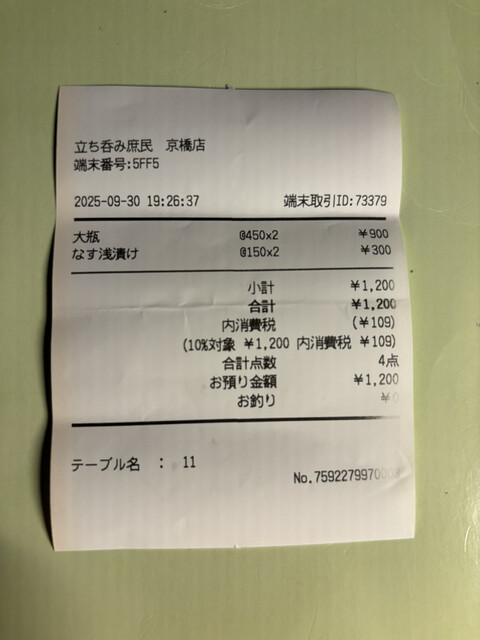 立ち呑み庶民　京橋店
端末番号:5FF5
2025-09-30 19:26:37 端末取引ID:73379
大瓶 @450x2 ¥900
なす浅漬け @150x2 ¥300
小計 ¥1,200
合計 ¥1,200
内消費税 (¥109)
(10%対象 ¥1,200 内消費税 ¥109)
合計点数 4点
お預り金額 ¥1,200
お釣り ¥0
テーブル名 ： 11